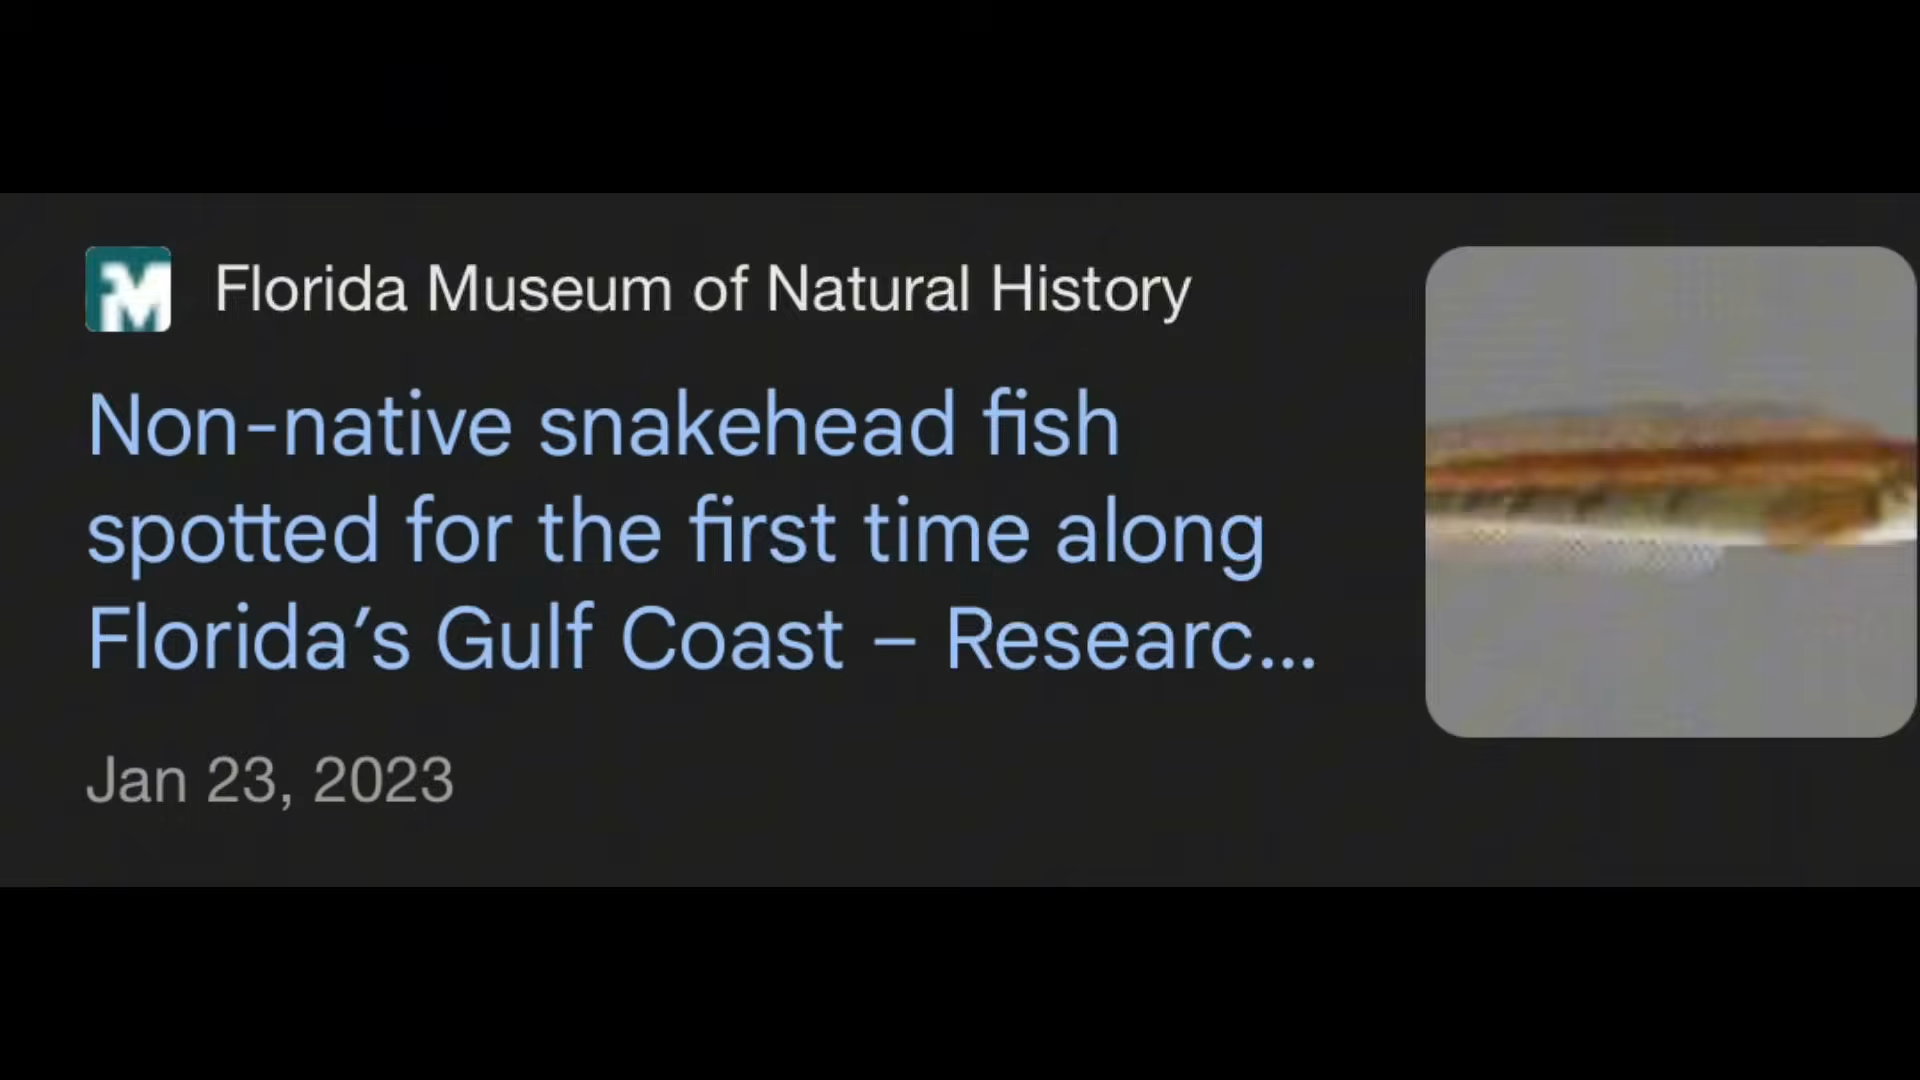 FM
Florida Museum of Natural History
Non-native snakehead fish
spotted for the first time along
Florida’s Gulf Coast – Researc...
Jan 23, 2023